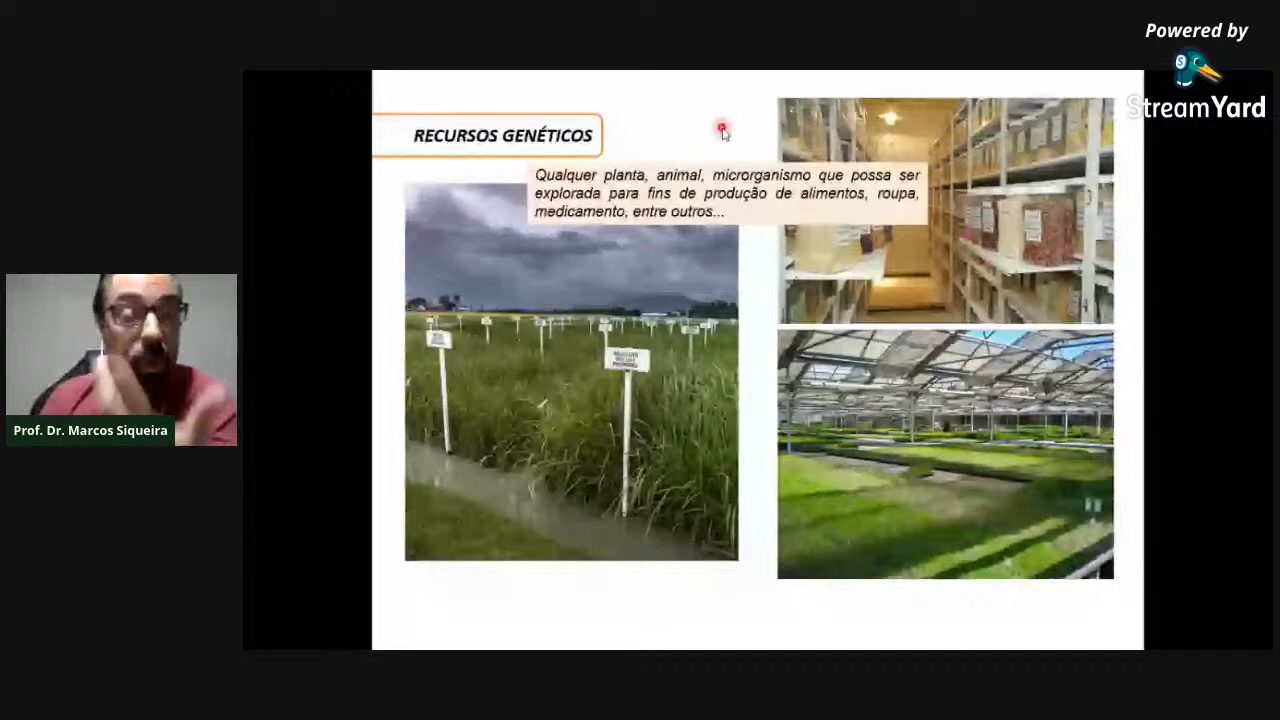 Powered by
StreamYard
RECURSOS GENÉTICOS
Qualquer planta, animal, microrganismo que possa ser
explorada para fins de produção de alimentos, roupa,
medicamento, entre outros...
Prof. Dr. Marcos Siqueira